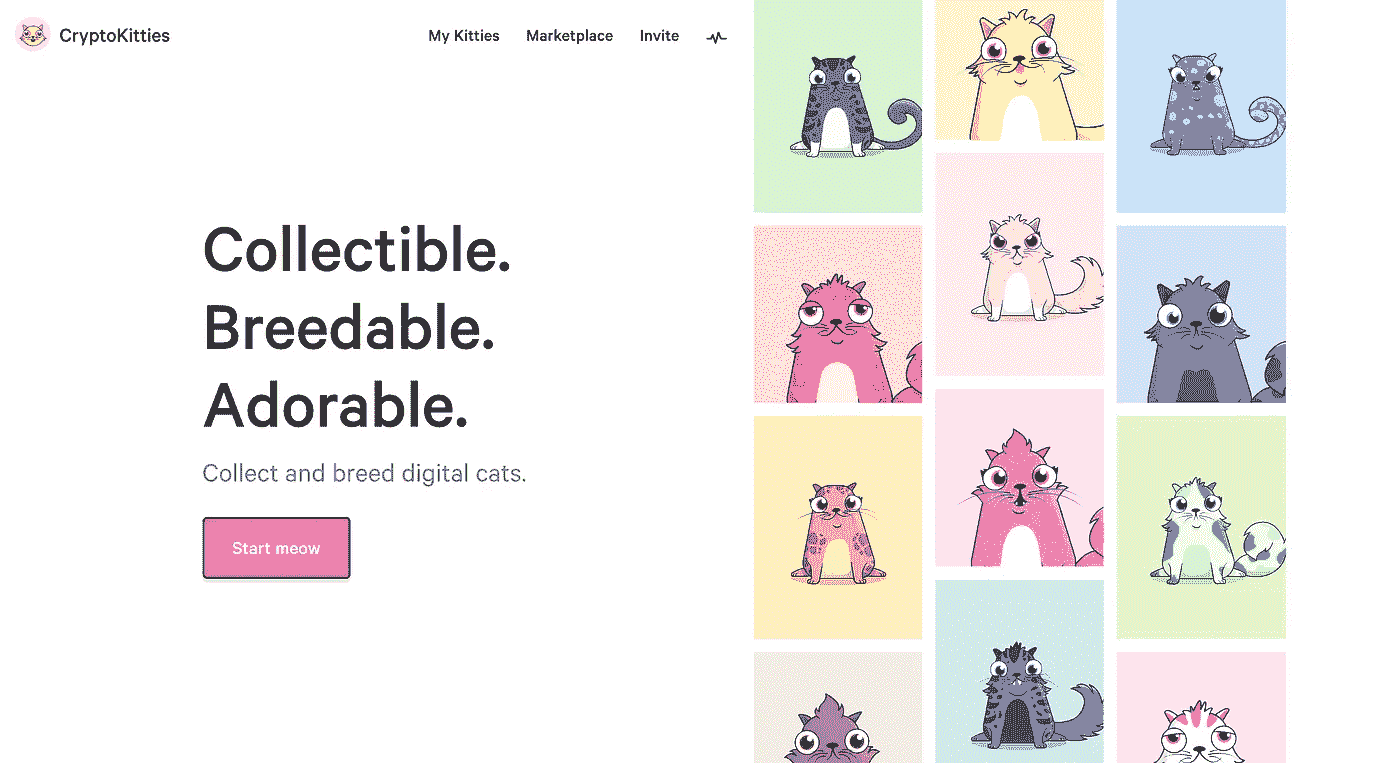 CryptoKitties
My Kitties Marketplace Invite
Collectible.
Breedable.
Adorable.
Collect and breed digital cats.
Start meow